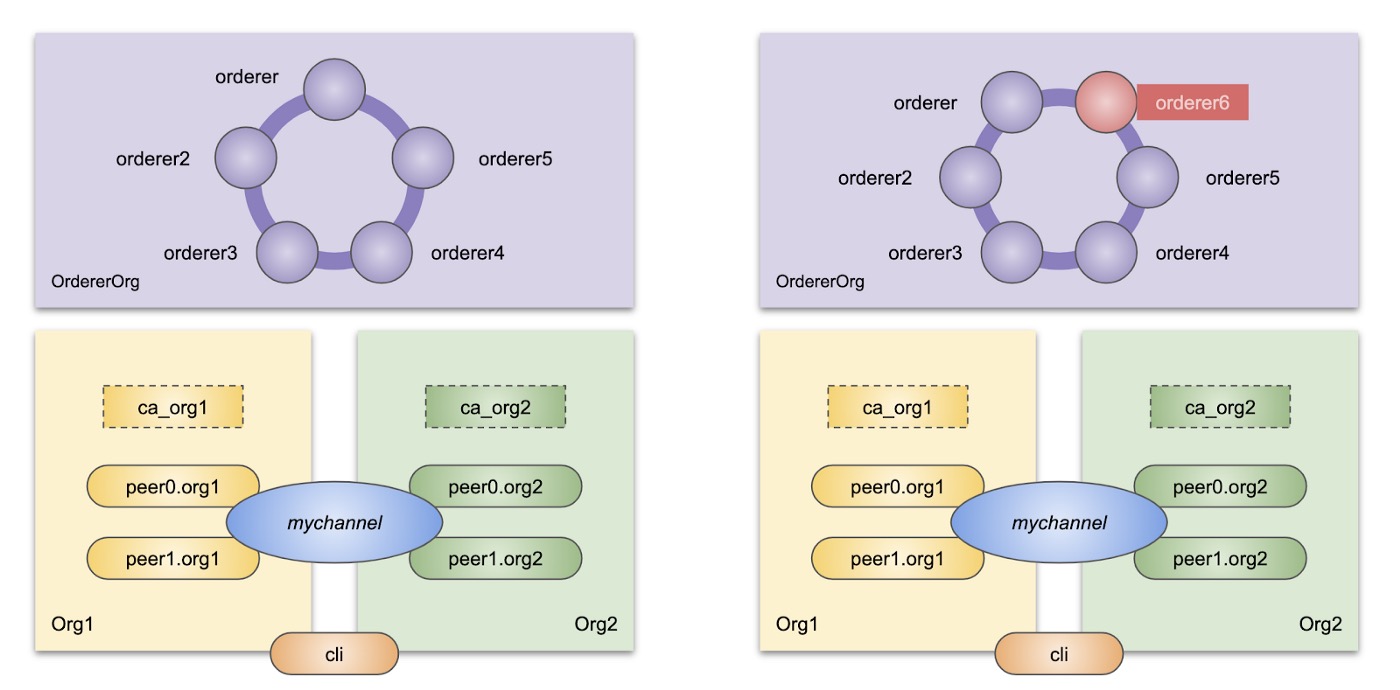 orderer
orderer2
orderer5
orderer3
orderer4
OrdererOrg
ca_org1
ca_org2
peer0.org1
peer0.org2
mychannel
peer1.org1
peer1.org2
Org1
Org2
cli
orderer
orderer6
orderer2
orderer5
orderer3
orderer4
OrdererOrg
ca_org1
ca_org2
peer0.org1
peer0.org2
mychannel
peer1.org1
peer1.org2
Org1
Org2
cli